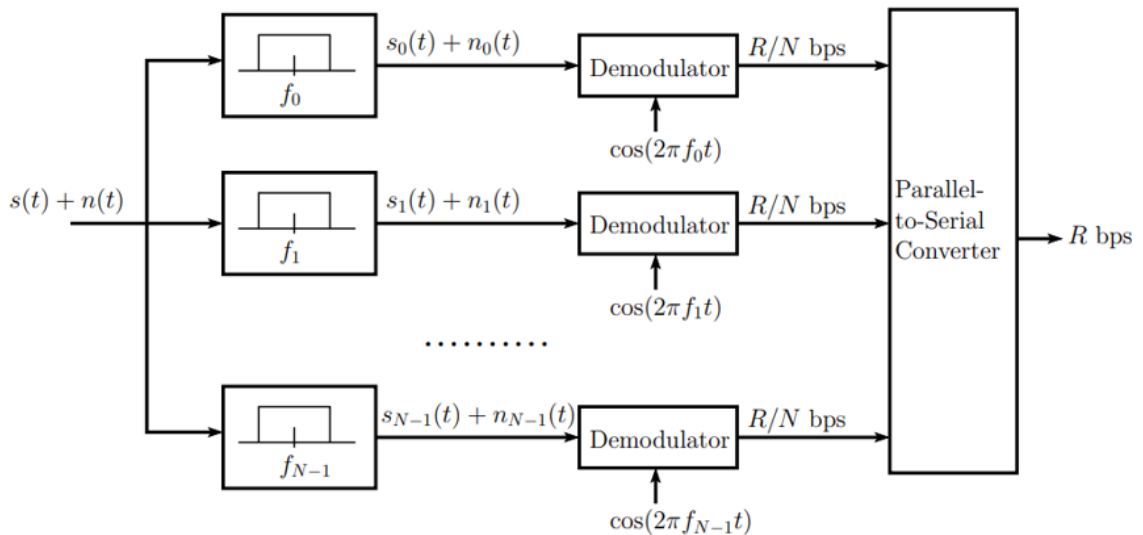 s_0(t) + n_0(t)
R/N bps
Demodulator
f_0
cos(2πf_0t)
s(t) + n(t)
s_1(t) + n_1(t)
R/N bps
Demodulator
f_1
cos(2πf_1t)
Parallel-
to-Serial
Converter
R bps
..........
s_{N−1}(t) + n_{N−1}(t)
R/N bps
Demodulator
f_{N−1}
cos(2πf_{N−1}t)